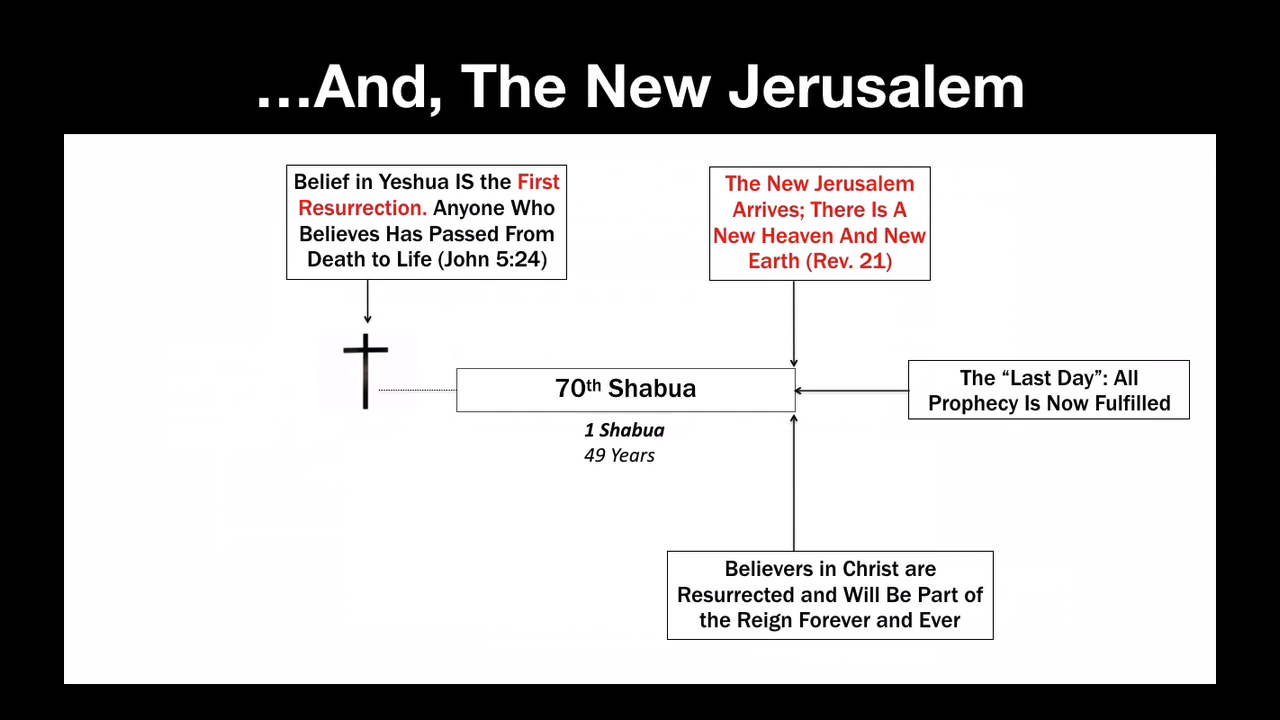 ...And, The New Jerusalem
Belief in Yeshua IS the First
Resurrection. Anyone Who
Believes Has Passed From
Death to Life (John 5:24)
The New Jerusalem
Arrives; There Is A
New Heaven And New
Earth (Rev. 21)
70th Shabua
1 Shabua
49 Years
The “Last Day”: All
Prophecy Is Now Fulfilled
Believers in Christ are
Resurrected and Will Be Part of
the Reign Forever and Ever